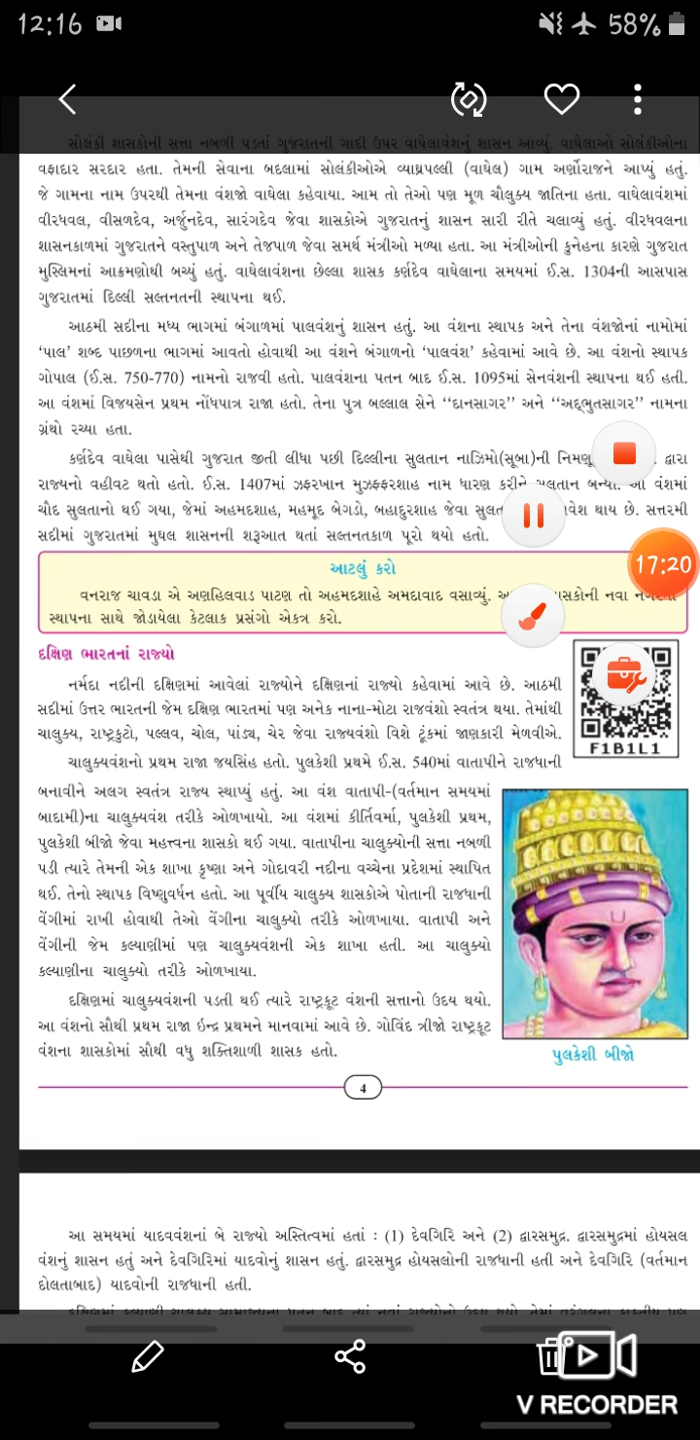 12:16
58%
સોલંકી શાસકોની સત્તા નબળી પડતાં ગુજરાતની ગાદી ઉપર વાઘેલાવંશનું શાસન આવ્યું. વાઘેલાઓ સોલંકીઓના
વફાદાર સરદાર હતા. તેમની સેવાના બદલામાં સોલંકીઓએ વ્યાઘ્રપલ્લી (વાઘેલ) ગામ અર્ણોરાજને આપ્યું હતું.
જે ગામના નામ ઉપરથી તેમના વંશજો વાઘેલા કહેવાયા. આમ તો તેઓ પણ મૂળ ચૌલુક્ય જાતિના હતા. વાઘેલાવંશમાં
વીરધવલ, વીસળદેવ, અર્જુનદેવ, સારંગદેવ જેવા શાસકોએ ગુજરાતનું શાસન સારી રીતે ચલાવ્યું હતું. વીરધવલના
શાસનકાળમાં ગુજરાતને વસ્તુપાળ અને તેજપાળ જેવા સમર્થ મંત્રીઓ મળ્યા હતા. આ મંત્રીઓની કુનેહના કારણે ગુજરાત
મુસ્લિમનાં આક્રમણોથી બચ્યું હતું. વાઘેલાવંશના છેલ્લા શાસક કર્ણદેવ વાઘેલાના સમયમાં ઈ.સ. 1304ની આસપાસ
ગુજરાતમાં દિલ્લી સલ્તનતની સ્થાપના થઈ.
આઠમી સદીના મધ્ય ભાગમાં બંગાળમાં પાલવંશનું શાસન હતું. આ વંશના સ્થાપક અને તેના વંશજોનાં નામોમાં
‘પાલ’ શબ્દ પાછળના ભાગમાં આવતો હોવાથી આ વંશને બંગાળનો ‘પાલવંશ’ કહેવામાં આવે છે. આ વંશનો સ્થાપક
ગોપાલ (ઈ.સ. 750-770) નામનો રાજવી હતો. પાલવંશના પતન બાદ ઈ.સ. 1095માં સેનવંશની સ્થાપના થઈ હતી.
આ વંશમાં વિજયસેન પ્રથમ નોંધપાત્ર રાજા હતો. તેના પુત્ર બલ્લાલ સેને ‘‘દાનસાગર’’ અને ‘‘અદ્ભુતસાગર’’ નામના
ગ્રંથો રચ્યા હતા.
કર્ણદેવ વાઘેલા પાસેથી ગુજરાત જીતી લીધા પછી દિલ્લીના સુલતાન નાઝિમો(સૂબા)ની દ્વારા
રાજ્યનો વહીવટ થતો હતો. ઈ.સ. 1407માં ઝફરખાન મુઝફ્ફરશાહ નામ ધારણ કરીને સુલતાન બન્યો. આ વંશમાં
ચૌદ સુલતાનો થઈ ગયા, જેમાં અહમદશાહ, મહમૂદ બેગડો, બહાદુરશાહ જેવા થાય છે. સત્તરમી
સદીમાં ગુજરાતમાં મુઘલ શાસનની શરૂઆત થતાં સલ્તનતકાળ પૂરો થયો હતો.
17:20
આટલું કરો
વનરાજ ચાવડા એ અણહિલવાડ પાટણ તો અહમદશાહે અમદાવાદ વસાવ્યું. નવા
સ્થાપના સાથે જોડાયેલા કેટલાક પ્રસંગો એકત્ર કરો.
દક્ષિણ ભારતનાં રાજ્યો
નર્મદા નદીની દક્ષિણમાં આવેલાં રાજ્યોને દક્ષિણનાં રાજ્યો કહેવામાં આવે છે. આઠમી
સદીમાં ઉત્તર ભારતની જેમ દક્ષિણ ભારતમાં પણ અનેક નાના-મોટા રાજવંશો સ્વતંત્ર થયા. તેમાંથી
ચાલુક્ય, રાષ્ટ્રકુટો, પલ્લવ, ચોલ, પાંડ્ય, ચેર જેવા રાજ્યવંશો વિશે ટૂંકમાં જાણકારી મેળવીએ.
F1B1L1
ચાલુક્યવંશનો પ્રથમ રાજા જયસિંહ હતો. પુલકેશી પ્રથમે ઈ.સ. 540માં વાતાપીને રાજધાની
બનાવીને અલગ સ્વતંત્ર રાજ્ય સ્થાપ્યું હતું. આ વંશ વાતાપી-(વર્તમાન સમયમાં
બાદામી)ના ચાલુક્યવંશ તરીકે ઓળખાયો. આ વંશમાં કીર્તિવર્મા, પુલકેશી પ્રથમ,
પુલકેશી બીજો જેવા મહત્ત્વના શાસકો થઈ ગયા. વાતાપીના ચાલુક્યોની સત્તા નબળી
પડી ત્યારે તેમની એક શાખા કૃષ્ણા અને ગોદાવરી નદીના વચ્ચેના પ્રદેશમાં સ્થાપિત
થઈ. તેનો સ્થાપક વિષ્ણુવર્ધન હતો. આ પૂર્વીય ચાલુક્ય શાસકોએ પોતાની રાજધાની
વેંગીમાં રાખી હોવાથી તેઓ વેંગીના ચાલુક્યો તરીકે ઓળખાયા. વાતાપી અને
વેંગીની જેમ કલ્યાણીમાં પણ ચાલુક્યવંશની એક શાખા હતી. આ ચાલુક્યો
કલ્યાણીના ચાલુક્યો તરીકે ઓળખાયા.
દક્ષિણમાં ચાલુક્યવંશની પડતી થઈ ત્યારે રાષ્ટ્રકૂટ વંશની સત્તાનો ઉદય થયો.
આ વંશનો સૌથી પ્રથમ રાજા ઇન્દ્ર પ્રથમને માનવામાં આવે છે. ગોવિંદ ત્રીજો રાષ્ટ્રકૂટ
વંશના શાસકોમાં સૌથી વધુ શક્તિશાળી શાસક હતો.
પુલકેશી બીજો
4
આ સમયમાં યાદવવંશનાં બે રાજ્યો અસ્તિત્વમાં હતાં : (1) દેવગિરિ અને (2) દ્વારસમુદ્ર. દ્વારસમુદ્રમાં હોયસલ
વંશનું શાસન હતું અને દેવગિરિમાં યાદવોનું શાસન હતું. દ્વારસમુદ્ર હોયસલોની રાજધાની હતી અને દેવગિરિ (વર્તમાન
દોલતાબાદ) યાદવોની રાજધાની હતી.
V RECORDER